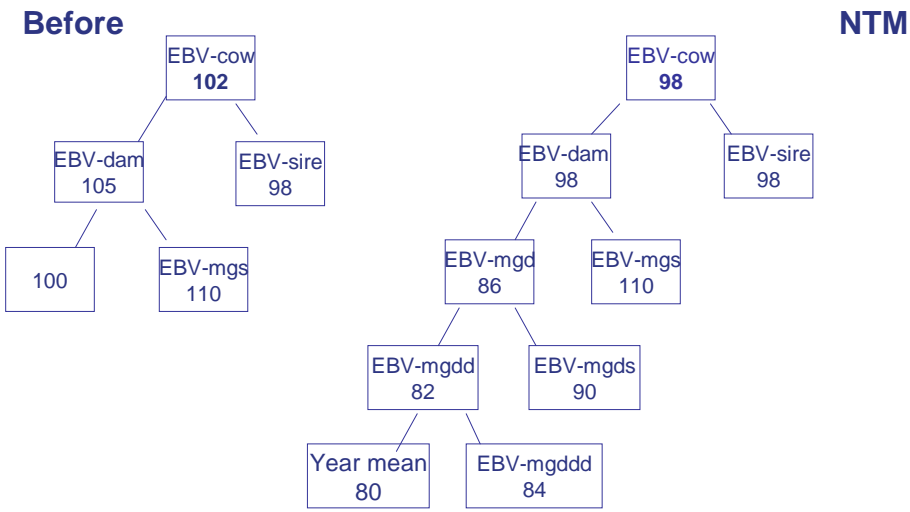 Before
NTM
EBV-cow
102
EBV-dam
105
EBV-sire
98
100
EBV-mgs
110
EBV-cow
98
EBV-dam
98
EBV-sire
98
EBV-mgd
86
EBV-mgs
110
EBV-mgdd
82
EBV-mgds
90
Year mean
80
EBV-mgddd
84